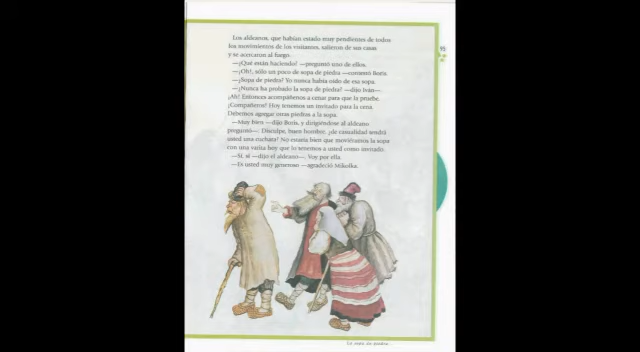 Los aldeanos, que habían estado muy pendientes de todos
los movimientos de los visitantes, salieron de sus casas
y se acercaron al fuego.
—¿Qué están haciendo? —preguntó uno de ellos.
—¡Oh!, sólo un poco de sopa de piedra —contestó Boris.
—¿Sopa de piedra? Yo nunca había oído de esa sopa.
—¿Nunca ha probado la sopa de piedra? —dijo Iván—.
¡Ah! Entonces acompáñenos a cenar para que la pruebe.
¡Compañeros! Hoy tenemos un invitado para la cena.
Debemos agregar otras piedras a la sopa.
—Muy bien —dijo Boris, y dirigiéndose al aldeano
preguntó—. Disculpe, buen hombre, ¿de casualidad tendrá
usted una cuchara? No estaría bien que moviéramos la sopa
con una varita hoy que lo tenemos a usted como invitado.
—Sí, sí —dijo el aldeano—. Voy por ella.
—Es usted muy generoso —agradeció Mikolka.
La sopa de piedra